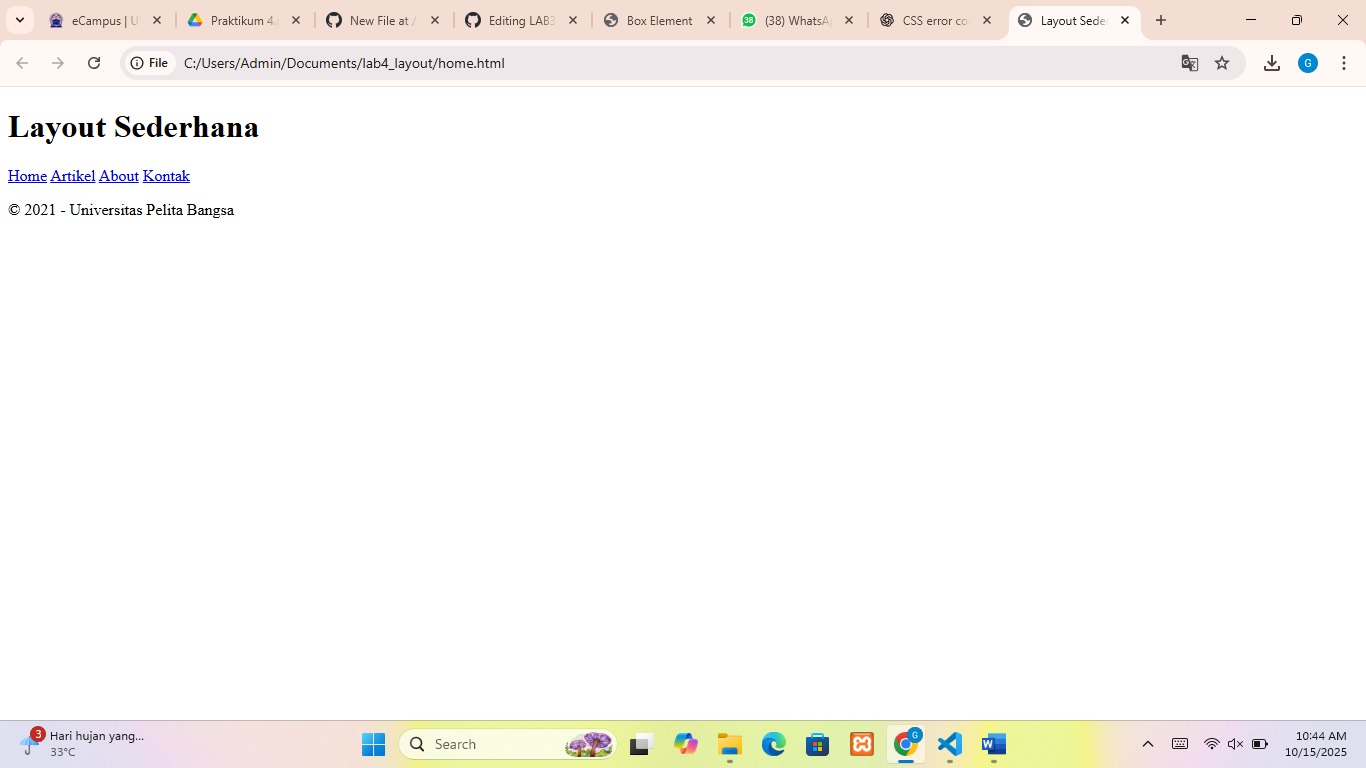 eCampus | U
Praktikum 4.
New File at /
Editing LAB3
Box Element
(38) WhatsA
CSS error co
Layout Sede
File
C:/Users/Admin/Documents/lab4_layout/home.html
G
Layout Sederhana
Home Artikel About Kontak
© 2021 - Universitas Pelita Bangsa
3
Hari hujan yang...
33°C
Search
G
10:44 AM
10/15/2025